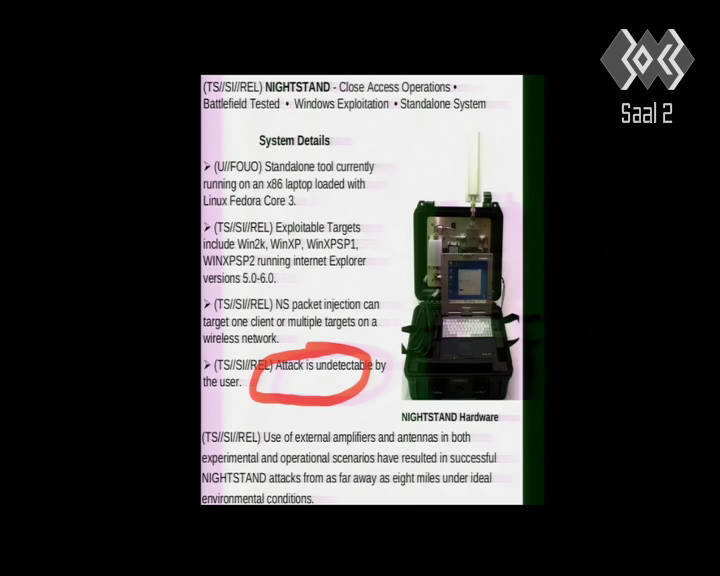 30C3
Saal 2
(TS//SI//REL) NIGHTSTAND - Close Access Operations •
Battlefield Tested • Windows Exploitation • Standalone System
System Details
➤ (U//FOUO) Standalone tool currently
running on an x86 laptop loaded with
Linux Fedora Core 3.
➤ (TS//SI//REL) Exploitable Targets
include Win2k, WinXP, WinXPSP1,
WINXPSP2 running internet Explorer
versions 5.0-6.0.
➤ (TS//SI//REL) NS packet injection can
target one client or multiple targets on a
wireless network.
➤ (TS//SI//REL) Attack is undetectable by
the user.
NIGHTSTAND Hardware
(TS//SI//REL) Use of external amplifiers and antennas in both
experimental and operational scenarios have resulted in successful
NIGHTSTAND attacks from as far away as eight miles under ideal
environmental conditions.